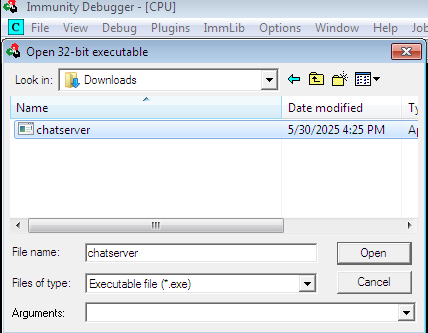 Immunity Debugger - [CPU]
C File View Debug Plugins ImmLib Options Window Help Job
Open 32-bit executable
Look in: Downloads
Name Date modified Ty
chatserver 5/30/2025 4:25 PM Ap
File name: chatserver Open
Files of type: Executable file (*.exe) Cancel
Arguments: